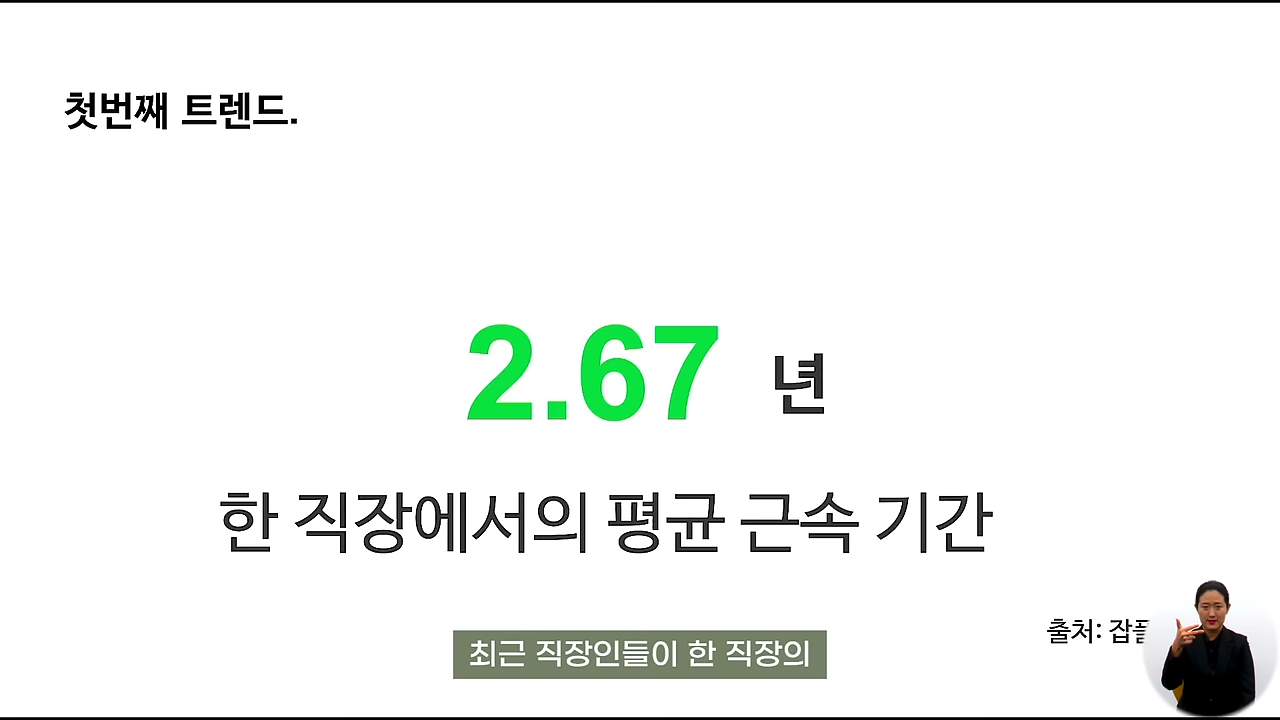 첫번째 트렌드.
2.67 년
한 직장에서의 평균 근속 기간
출처:
최근 직장인들이 한 직장의